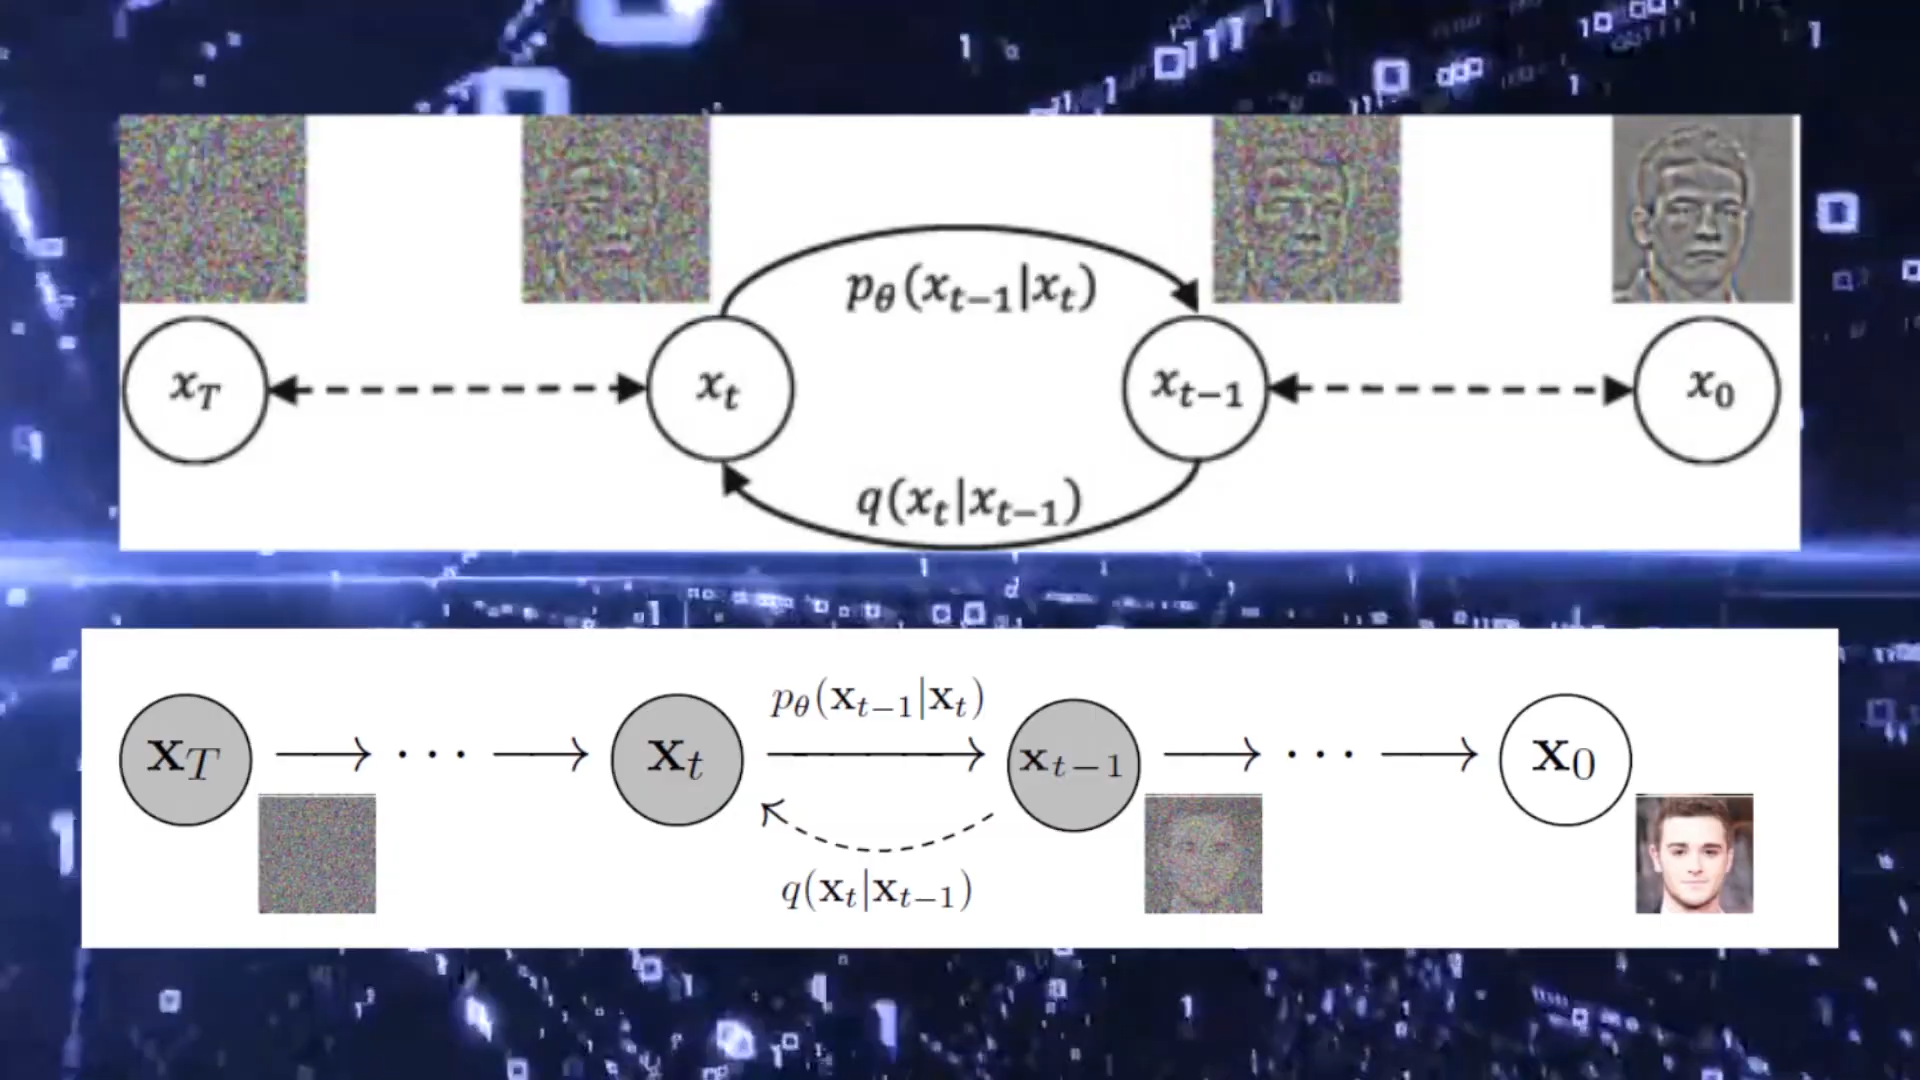 p_θ(x_{t−1}|x_t)
x_T x_t x_{t−1} x_0
q(x_t|x_{t−1})
p_θ(𝐱_{t−1}|𝐱_t)
𝐱_T ⟶ ··· ⟶ 𝐱_t ⟶ 𝐱_{t−1} ⟶ ··· ⟶ 𝐱_0
q(𝐱_t|𝐱_{t−1})